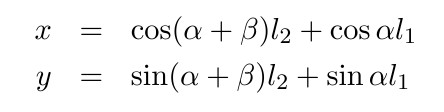 x = cos(α + β)l₂ + cos αl₁
y = sin(α + β)l₂ + sin αl₁